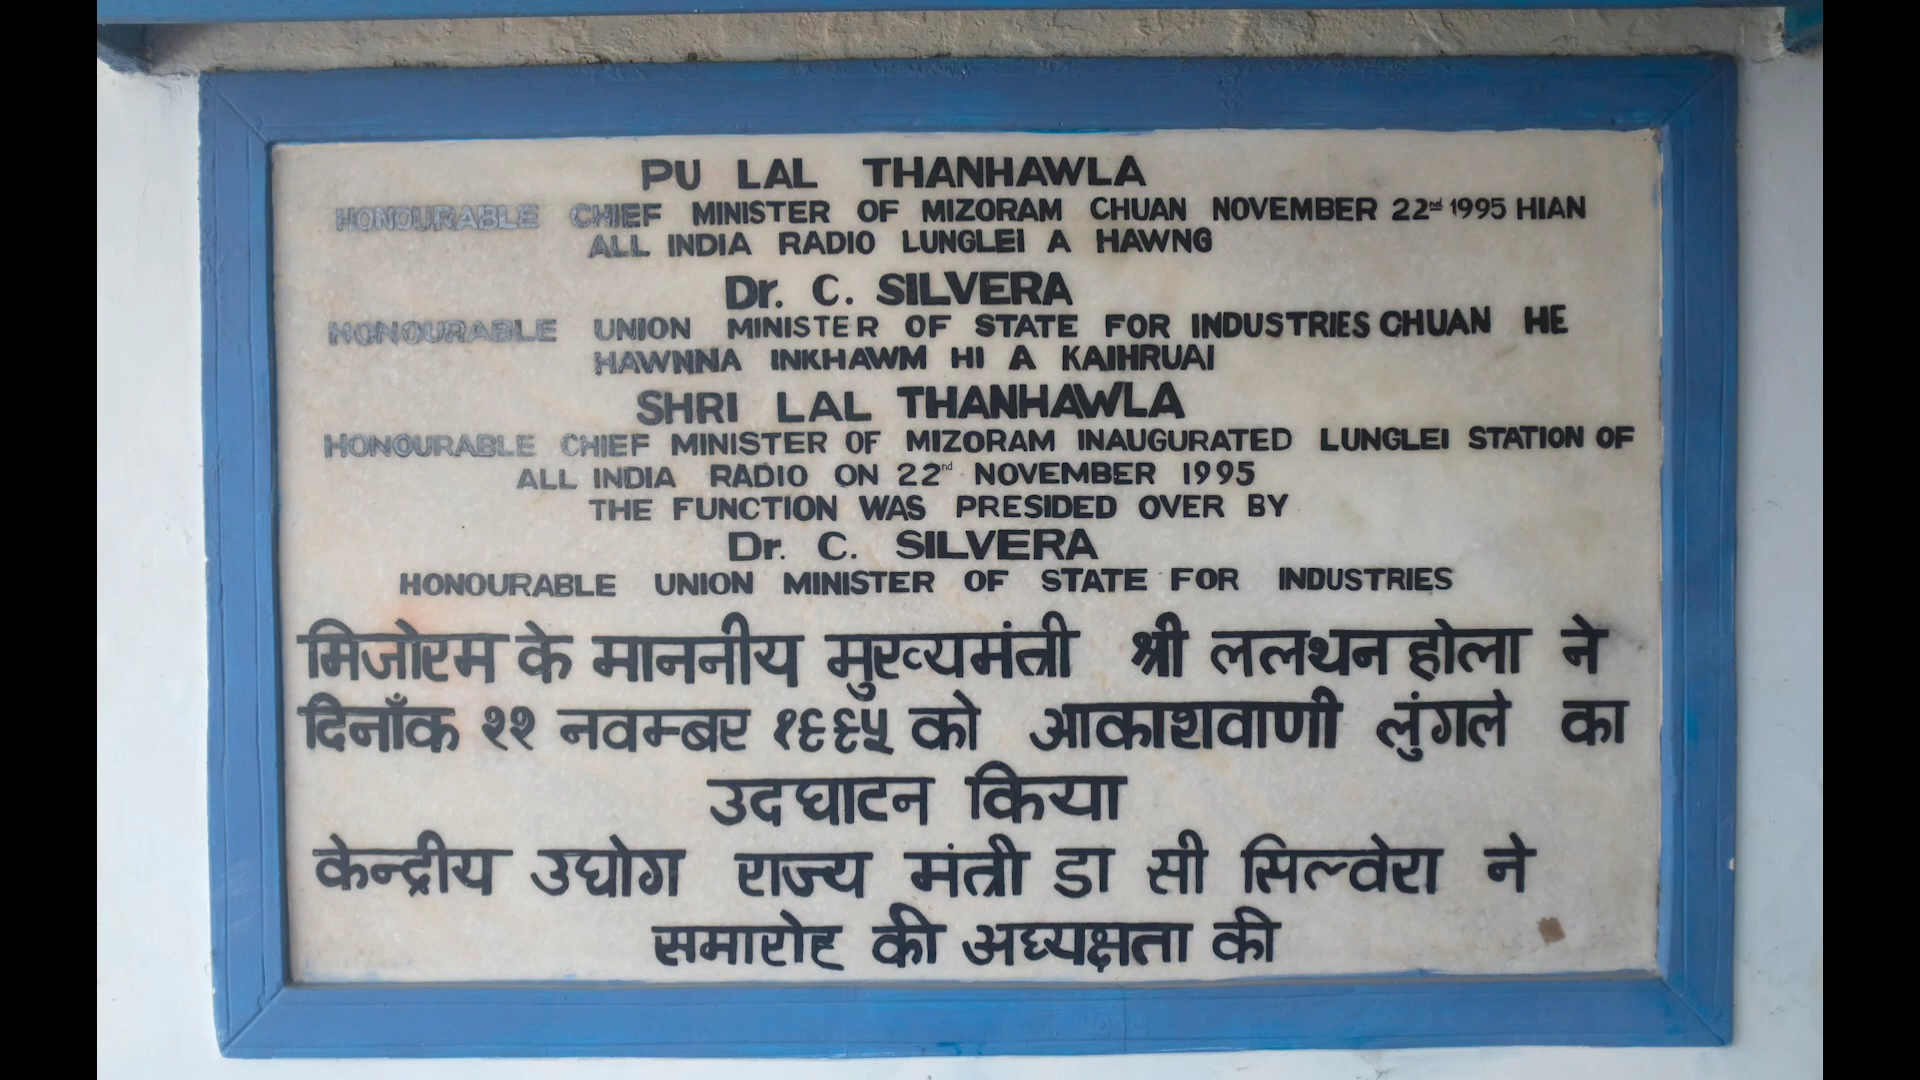 PU LAL THANHAWLA
HONOURABLE CHIEF MINISTER OF MIZORAM CHUAN NOVEMBER 22nd 1995 HIAN
ALL INDIA RADIO LUNGLEI A HAWNG
Dr. C. SILVERA
HONOURABLE UNION MINISTER OF STATE FOR INDUSTRIES CHUAN HE
HAWNNA INKHAWM HI A KAIHRUAI
SHRI LAL THANHAWLA
HONOURABLE CHIEF MINISTER OF MIZORAM INAUGURATED LUNGLEI STATION OF
ALL INDIA RADIO ON 22nd NOVEMBER 1995
THE FUNCTION WAS PRESIDED OVER BY
Dr. C. SILVERA
HONOURABLE UNION MINISTER OF STATE FOR INDUSTRIES
मिजोरम के माननीय मुख्यमंत्री श्री ललथन होला ने
दिनाँक २२ नवम्बर १९९५ को आकाशवाणी लुंगले का
उदघाटन किया
केन्द्रीय उघोग राज्य मंत्री डा सी सिल्वेरा ने
समारोह की अघ्यक्षता की